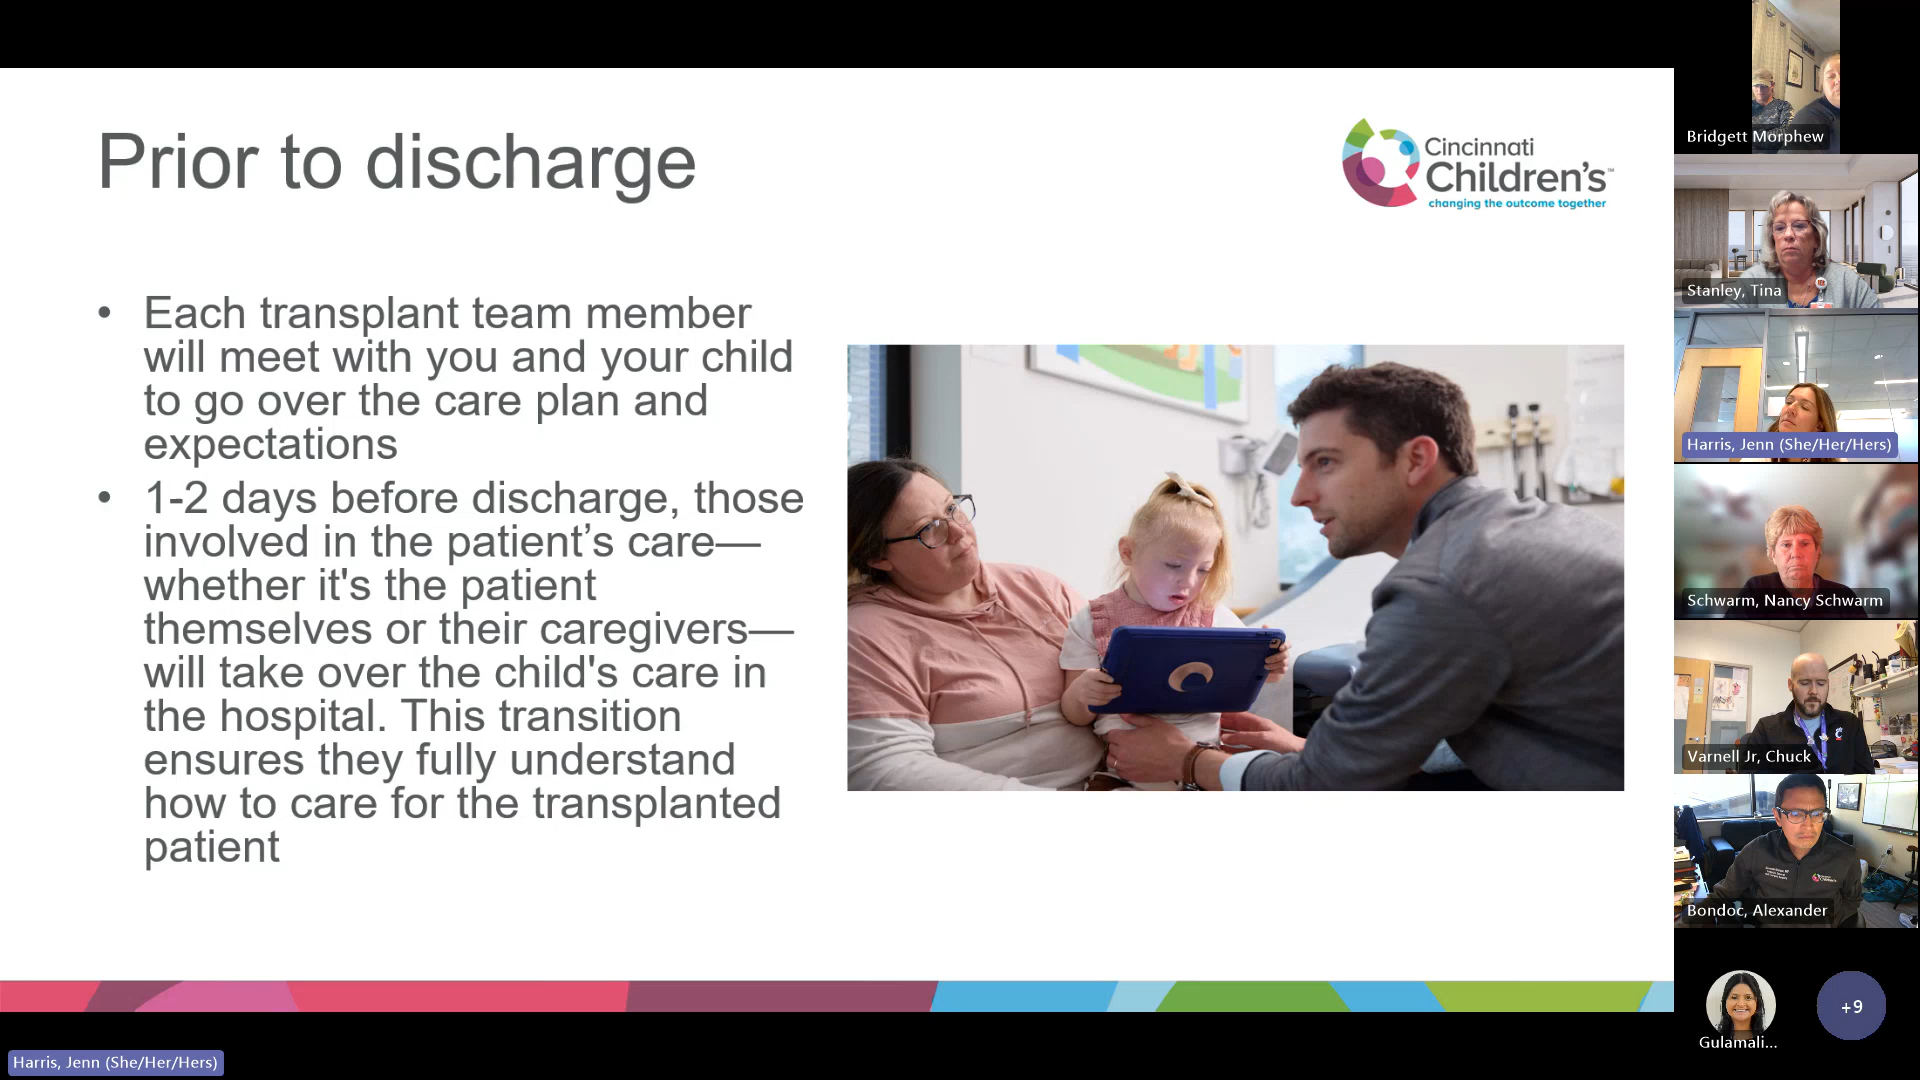 Prior to discharge
Cincinnati
Children's™
changing the outcome together
• Each transplant team member
will meet with you and your child
to go over the care plan and
expectations
• 1-2 days before discharge, those
involved in the patient’s care—
whether it's the patient
themselves or their caregivers—
will take over the child's care in
the hospital. This transition
ensures they fully understand
how to care for the transplanted
patient
Bridgett Morphew
Stanley, Tina
Harris, Jenn (She/Her/Hers)
Schwarm, Nancy Schwarm
Varnell Jr, Chuck
Bondoc, Alexander
Gulamali...
+9
Harris, Jenn (She/Her/Hers)